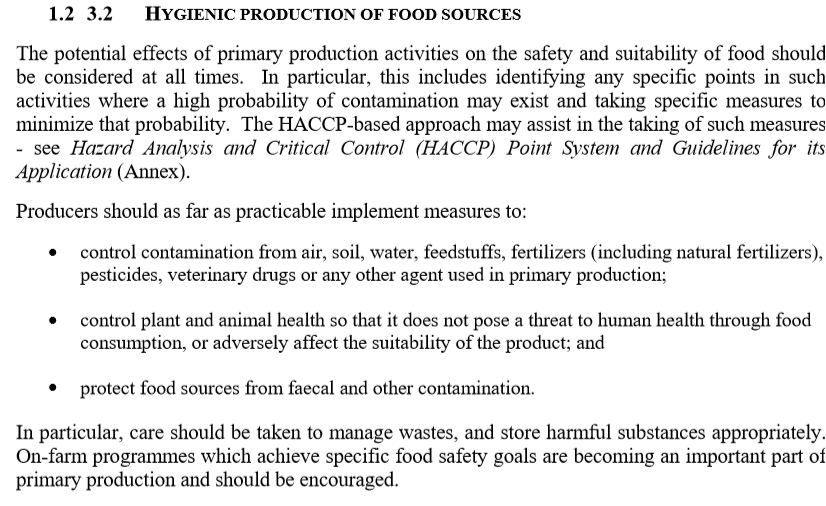 1.2 3.2 HYGIENIC PRODUCTION OF FOOD SOURCES
The potential effects of primary production activities on the safety and suitability of food should
be considered at all times. In particular, this includes identifying any specific points in such
activities where a high probability of contamination may exist and taking specific measures to
minimize that probability. The HACCP-based approach may assist in the taking of such measures
- see Hazard Analysis and Critical Control (HACCP) Point System and Guidelines for its
Application (Annex).
Producers should as far as practicable implement measures to:
• control contamination from air, soil, water, feedstuffs, fertilizers (including natural fertilizers),
pesticides, veterinary drugs or any other agent used in primary production;
• control plant and animal health so that it does not pose a threat to human health through food
consumption, or adversely affect the suitability of the product; and
• protect food sources from faecal and other contamination.
In particular, care should be taken to manage wastes, and store harmful substances appropriately.
On-farm programmes which achieve specific food safety goals are becoming an important part of
primary production and should be encouraged.